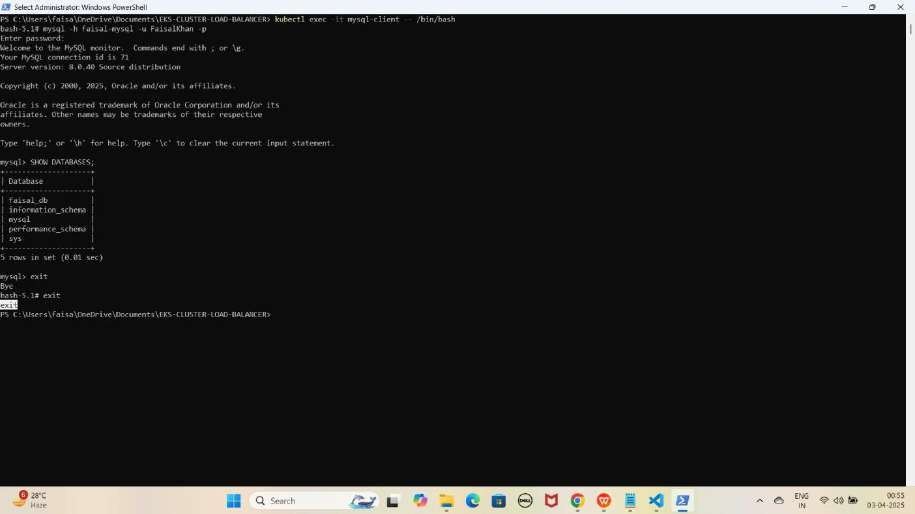 Select Administrator: Windows PowerShell
PS C:\Users\faisa\OneDrive\Documents\EKS-CLUSTER-LOAD-BALANCER> kubectl exec -it mysql-client -- /bin/bash
bash-5.1# mysql -h faisal-mysql -u FaisalKhan -p
Enter password:
Welcome to the MySQL monitor.  Commands end with ; or \g.
Your MySQL connection id is 71
Server version: 8.0.40 Source distribution
Copyright (c) 2000, 2025, Oracle and/or its affiliates.
Oracle is a registered trademark of Oracle Corporation and/or its
affiliates. Other names may be trademarks of their respective
owners.
Type 'help;' or '\h' for help. Type '\c' to clear the current input statement.
mysql> SHOW DATABASES;
+--------------------+
| Database           |
+--------------------+
| faisal_db          |
| information_schema |
| mysql              |
| performance_schema |
| sys                |
+--------------------+
5 rows in set (0.01 sec)
mysql> exit
Bye
bash-5.1# exit
exit
PS C:\Users\faisa\OneDrive\Documents\EKS-CLUSTER-LOAD-BALANCER>
6
28°C
Haze
Search
DELL
ENG
IN
00:55
03-04-2025